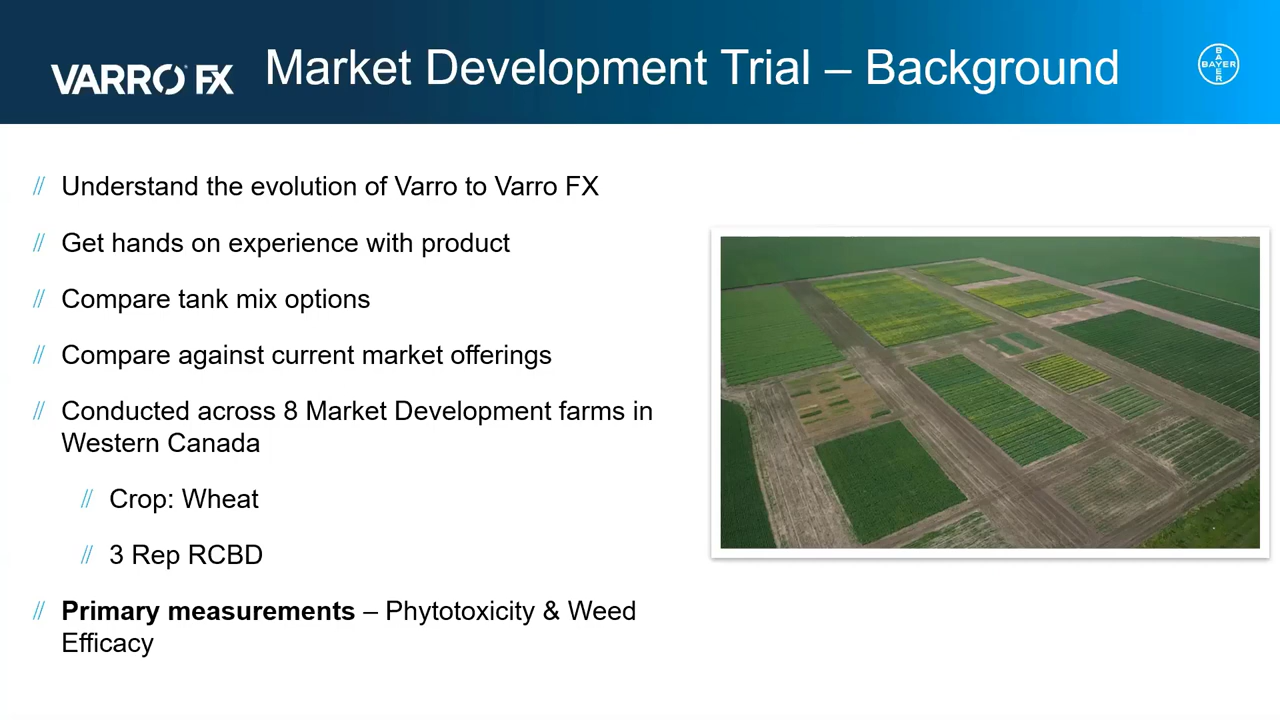 VARRO FX
Market Development Trial – Background
BAYER
BAYER
// Understand the evolution of Varro to Varro FX
// Get hands on experience with product
// Compare tank mix options
// Compare against current market offerings
// Conducted across 8 Market Development farms in
Western Canada
// Crop: Wheat
// 3 Rep RCBD
// Primary measurements – Phytotoxicity & Weed
Efficacy